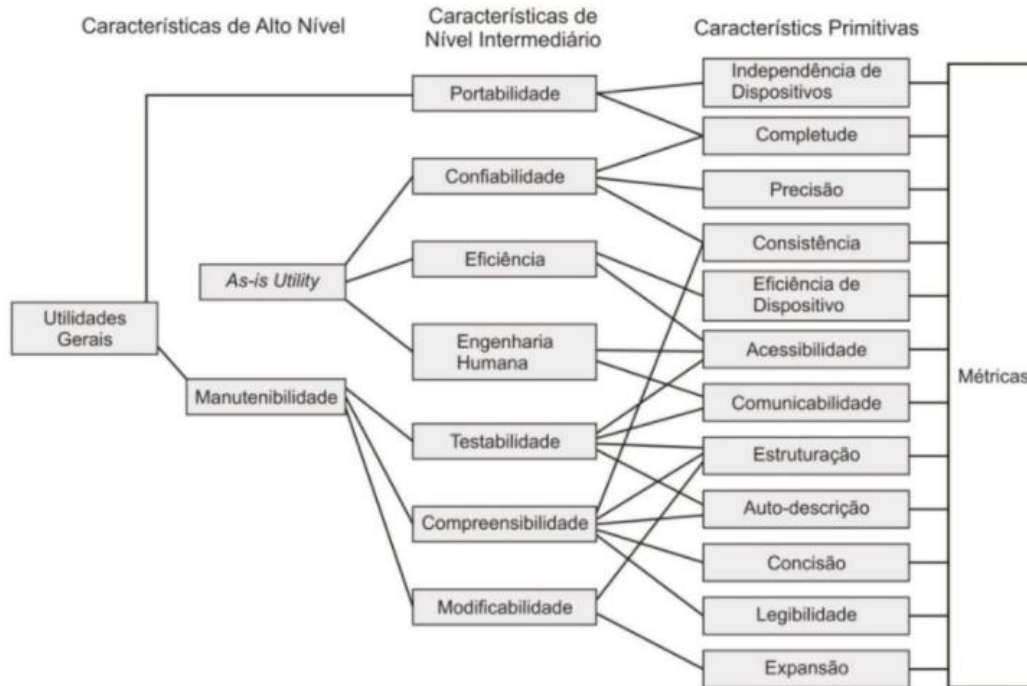 Características de Alto Nível
Características de
Nível Intermediário
Característics Primitivas
Utilidades
Gerais
As-is Utility
Manutenibilidade
Portabilidade
Confiabilidade
Eficiência
Engenharia
Humana
Testabilidade
Compreensibilidade
Modificabilidade
Independência de
Dispositivos
Completude
Precisão
Consistência
Eficiência de
Dispositivo
Acessibilidade
Comunicabilidade
Estruturação
Auto-descrição
Concisão
Legibilidade
Expansão
Métricas